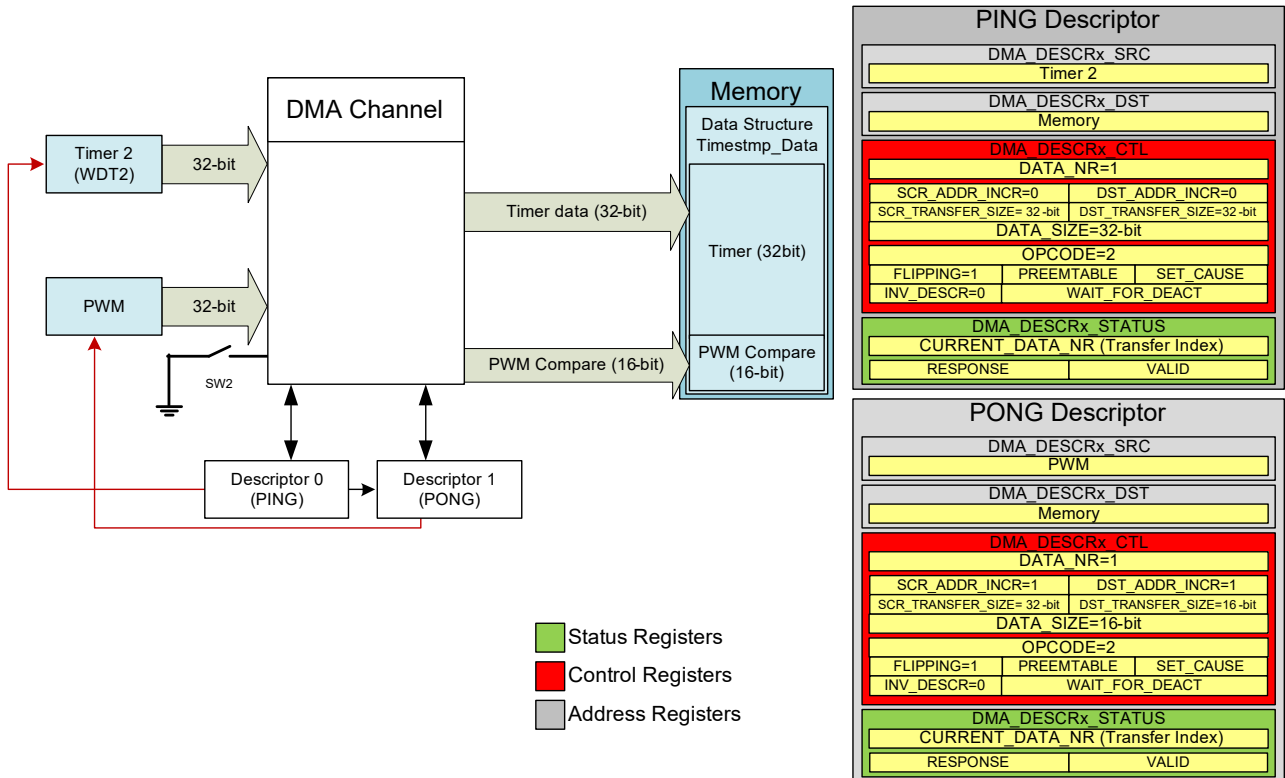 DMA Channel
Timer 2
(WDT2)
32-bit
PWM
32-bit
SW2
Timer data (32-bit)
PWM Compare (16-bit)
Memory
Data Structure
Timestmp_Data
Timer (32bit)
PWM Compare
(16-bit)
Descriptor 0
(PING)
Descriptor 1
(PONG)
Status Registers
Control Registers
Address Registers
PING Descriptor
DMA_DESCRx_SRC
Timer 2
DMA_DESCRx_DST
Memory
DMA_DESCRx_CTL
DATA_NR=1
SCR_ADDR_INCR=0 DST_ADDR_INCR=0
SCR_TRANSFER_SIZE= 32-bit DST_TRANSFER_SIZE=32-bit
DATA_SIZE=32-bit
OPCODE=2
FLIPPING=1 PREEMTABLE SET_CAUSE
INV_DESCR=0 WAIT_FOR_DEACT
DMA_DESCRx_STATUS
CURRENT_DATA_NR (Transfer Index)
RESPONSE VALID
PONG Descriptor
DMA_DESCRx_SRC
PWM
DMA_DESCRx_DST
Memory
DMA_DESCRx_CTL
DATA_NR=1
SCR_ADDR_INCR=1 DST_ADDR_INCR=1
SCR_TRANSFER_SIZE= 32-bit DST_TRANSFER_SIZE=16-bit
DATA_SIZE=16-bit
OPCODE=2
FLIPPING=1 PREEMTABLE SET_CAUSE
INV_DESCR=0 WAIT_FOR_DEACT
DMA_DESCRx_STATUS
CURRENT_DATA_NR (Transfer Index)
RESPONSE VALID